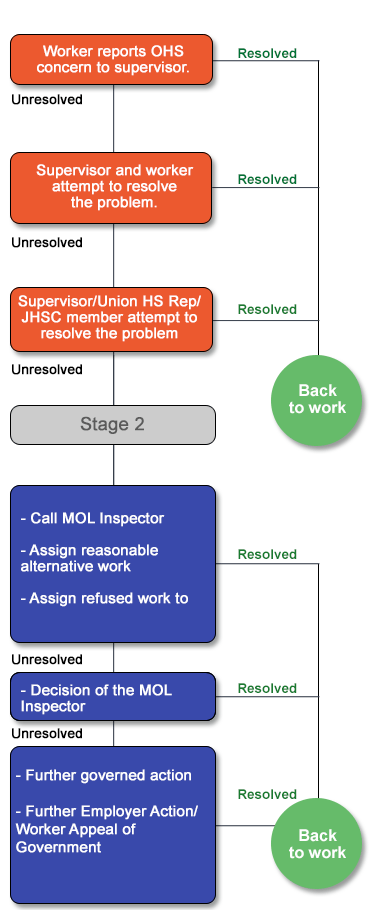 Worker reports OHS
concern to supervisor.
Resolved
Unresolved
Supervisor and worker
attempt to resolve
the problem.
Resolved
Unresolved
Supervisor/Union HS Rep/
JHSC member attempt to
resolve the problem
Resolved
Unresolved
Back
to work
Stage 2
- Call MOL Inspector
- Assign reasonable
alternative work
- Assign refused work to
Resolved
Unresolved
- Decision of the MOL
Inspector
Resolved
Unresolved
- Further governed action
- Further Employer Action/
Worker Appeal of
Government
Resolved
Back
to work